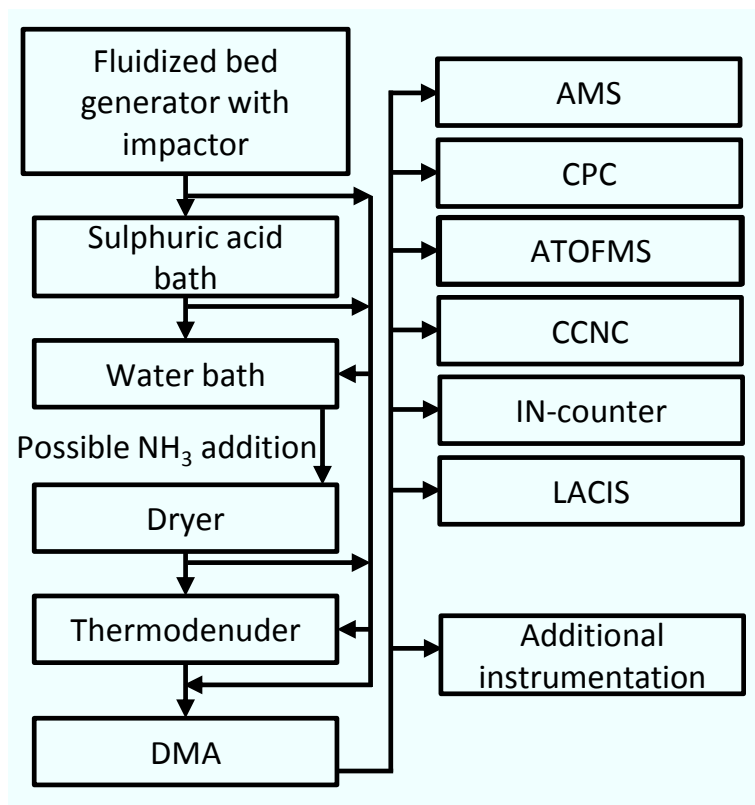 Fluidized bed
generator with
impactor
Sulphuric acid
bath
Water bath
Possible NH₃ addition
Dryer
Thermodenuder
DMA
AMS
CPC
ATOFMS
CCNC
IN-counter
LACIS
Additional
instrumentation